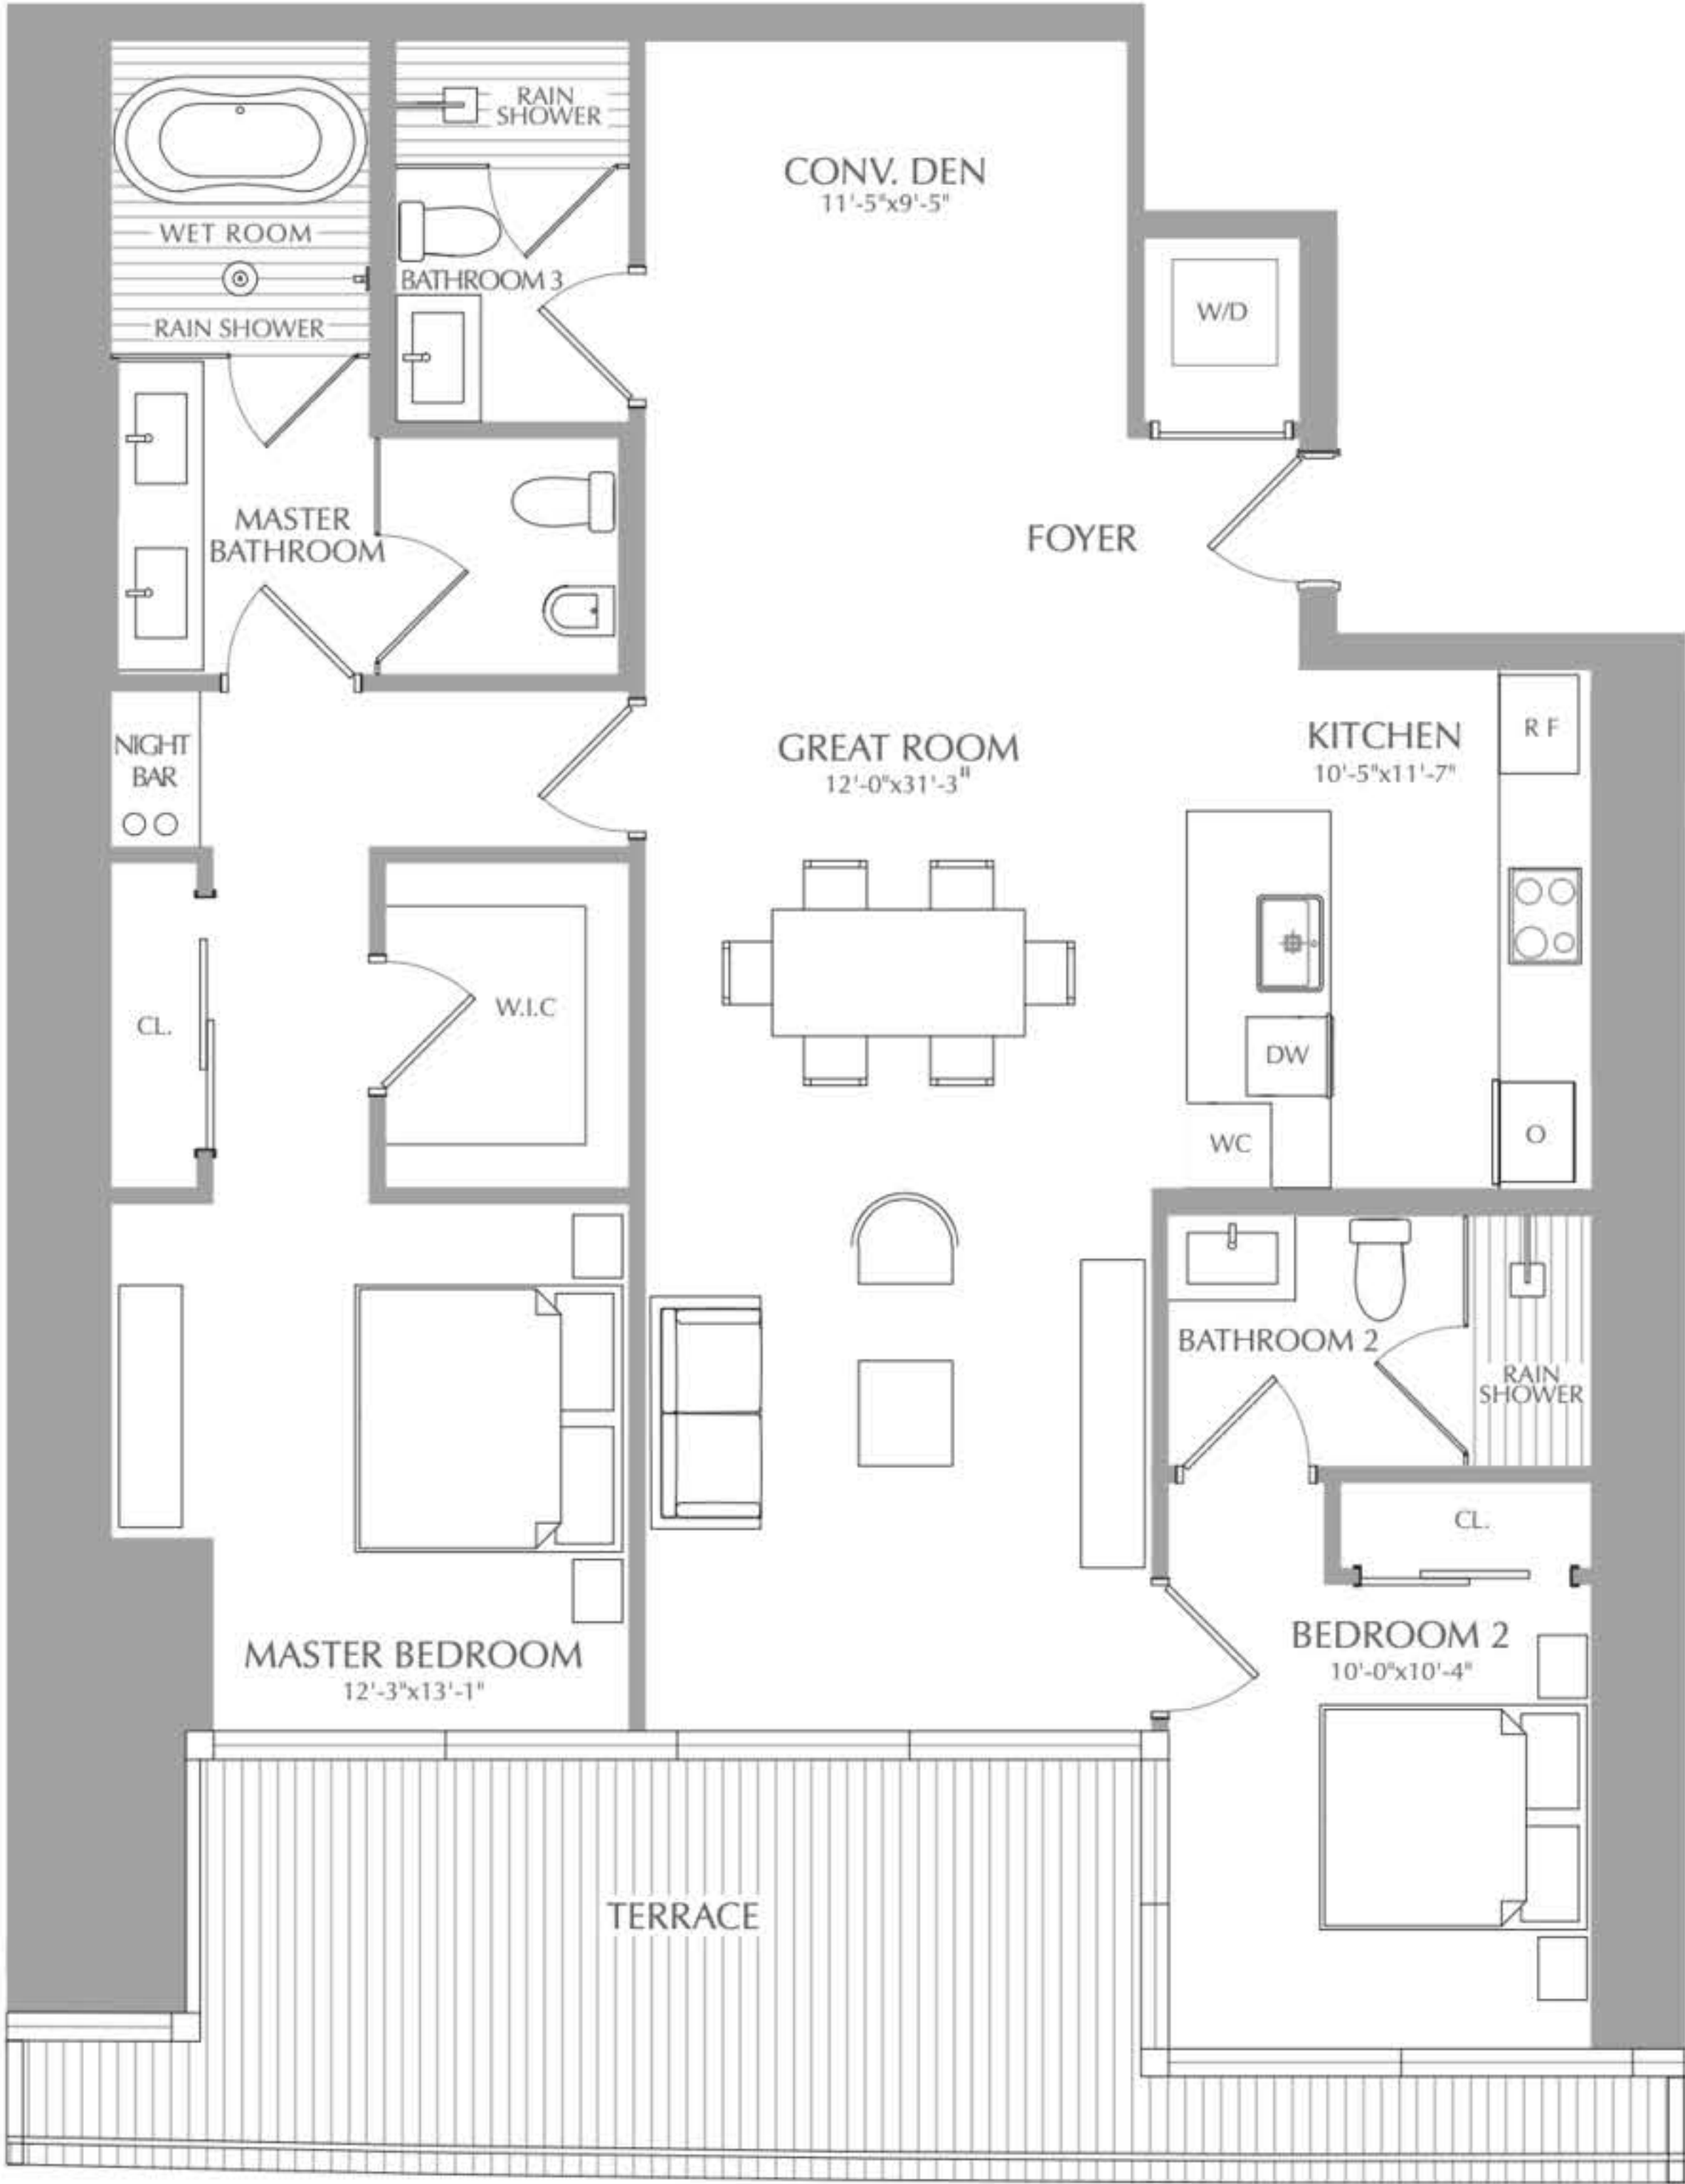 RAIN
SHOWER
CONV. DEN
11'-5"x9'-5"
WET ROOM
BATHROOM 3
RAIN SHOWER
W/D
MASTER
BATHROOM
FOYER
NIGHT
BAR
GREAT ROOM
12'-0"x31'-3"
KITCHEN
10'-5"x11'-7"
R F
CL.
W.I.C
DW
WC
O
BATHROOM 2
RAIN
SHOWER
CL.
MASTER BEDROOM
12'-3"x13'-1"
BEDROOM 2
10'-0"x10'-4"
TERRACE